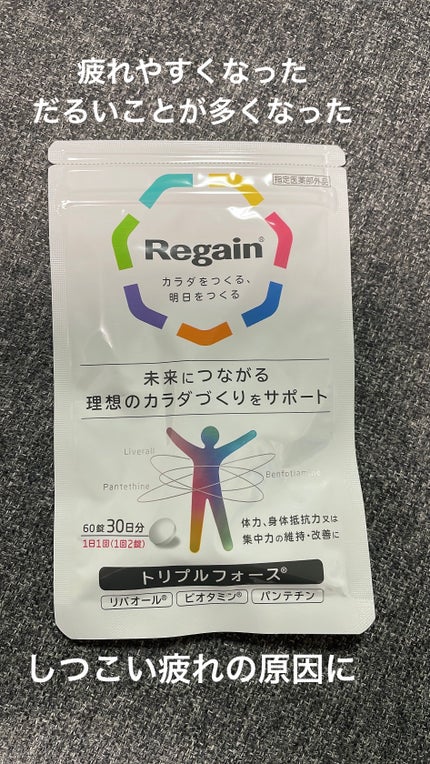 疲れやすくなった
だるいことが多くなった
指定医薬部外品
Regain®
カラダをつくる、
明日をつくる
未来につながる
理想のカラダづくりをサポート
Liverall
Pantethine
Benfotiamine
60錠 30日分
1日1回(1回2錠)
体力、身体抵抗力又は
集中力の維持・改善に
トリプルフォース®
リバオール® ビオタミン® パンテチン
しつこい疲れの原因に